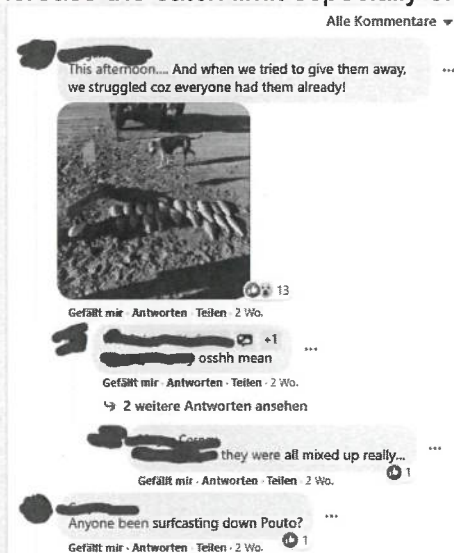 Alle Kommentare
This afternoon.... And when we tried to give them away,
we struggled coz everyone had them already!
13
Gefällt mir · Antworten · Teilen · 2 Wo.
+1
osshh mean
Gefällt mir · Antworten · Teilen · 2 Wo.
2 weitere Antworten ansehen
they were all mixed up really...
1
Gefällt mir · Antworten · Teilen · 2 Wo.
Anyone been surfcasting down Pouto?
1
Gefällt mir · Antworten · Teilen · 2 Wo.